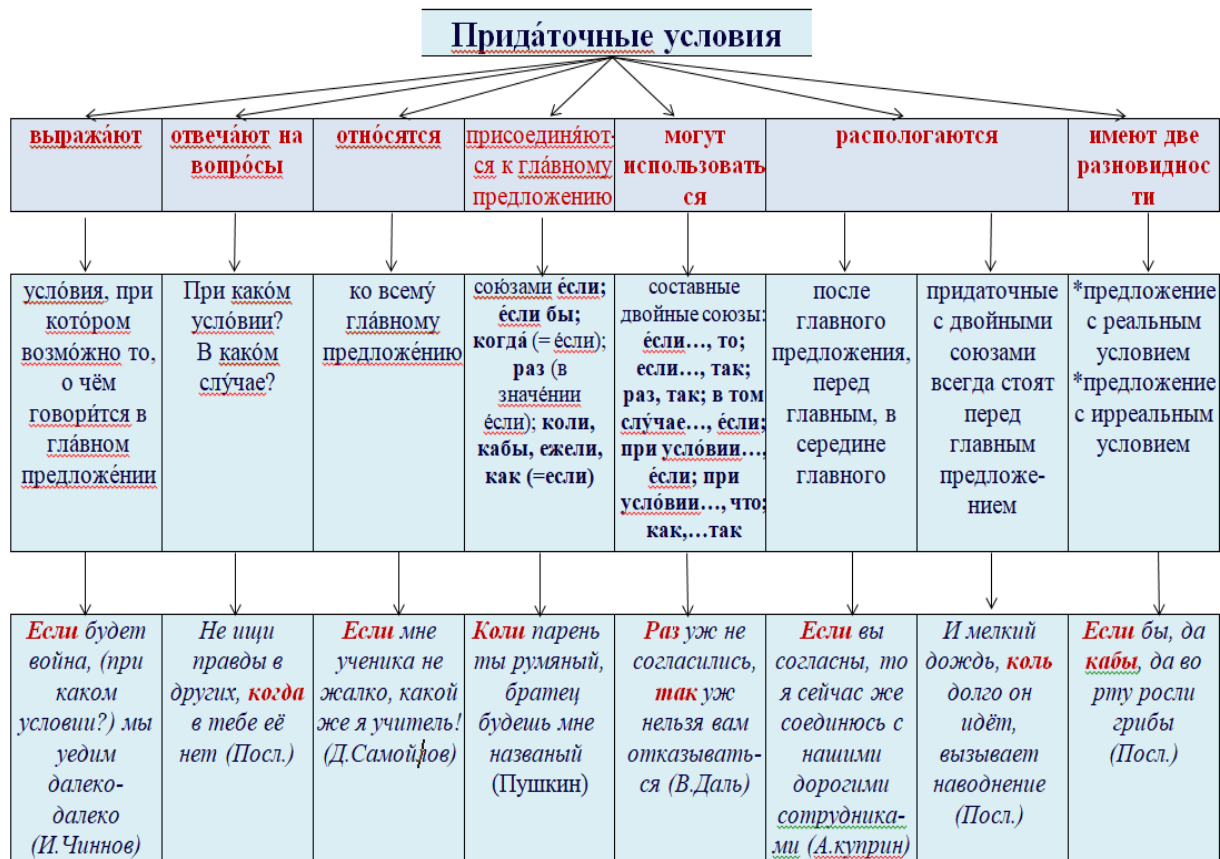 Прида́точные условия
выража́ют
отвеча́ют на
вопро́сы
отно́сятся
присоединя́ют-
ся к гла́вному
предложению
могут
использовать
ся
распологаются
имеют две
разновиднос
ти
усло́вия, при
кото́ром
возмо́жно то,
о чём
говори́тся в
гла́вном
предложе́нии
При како́м
усло́вии?
В како́м
слу́чае?
ко всему́
гла́вному
предложе́нию
сою́зами е́сли;
е́сли бы;
когда́ (= е́сли);
раз (в
значе́нии
е́сли); коли,
кабы, ежели,
как (=если)
составные
двойные союзы:
е́сли…, то;
если…, так;
раз, так; в том
слу́чае…, е́сли;
при усло́вии…,
е́сли; при
усло́вии…, что;
как,…так
после
главного
предложения,
перед
главным, в
середине
главного
придаточные
с двойными
союзами
всегда стоят
перед
главным
предложе-
нием
*предложение
с реальным
условием
*предложение
с ирреальным
условием
Если будет
война, (при
каком
условии?) мы
уедим
далеко-
далеко
(И.Чиннов)
Не ищи
правды в
других, когда
в тебе её
нет (Посл.)
Если мне
ученика не
жалко, какой
же я учитель!
(Д.Самойлов)
Коли парень
ты румяный,
братец
будешь мне
названый
(Пушкин)
Раз уж не
согласились,
так уж
нельзя вам
отказывать-
ся (В.Даль)
Если вы
согласны, то
я сейчас же
соединюсь с
нашими
дорогими
сотрудника-
ми (А.куприн)
И мелкий
дождь, коль
долго он
идёт,
вызывает
наводнение
(Посл.)
Если бы, да
кабы, да во
рту росли
грибы
(Посл.)